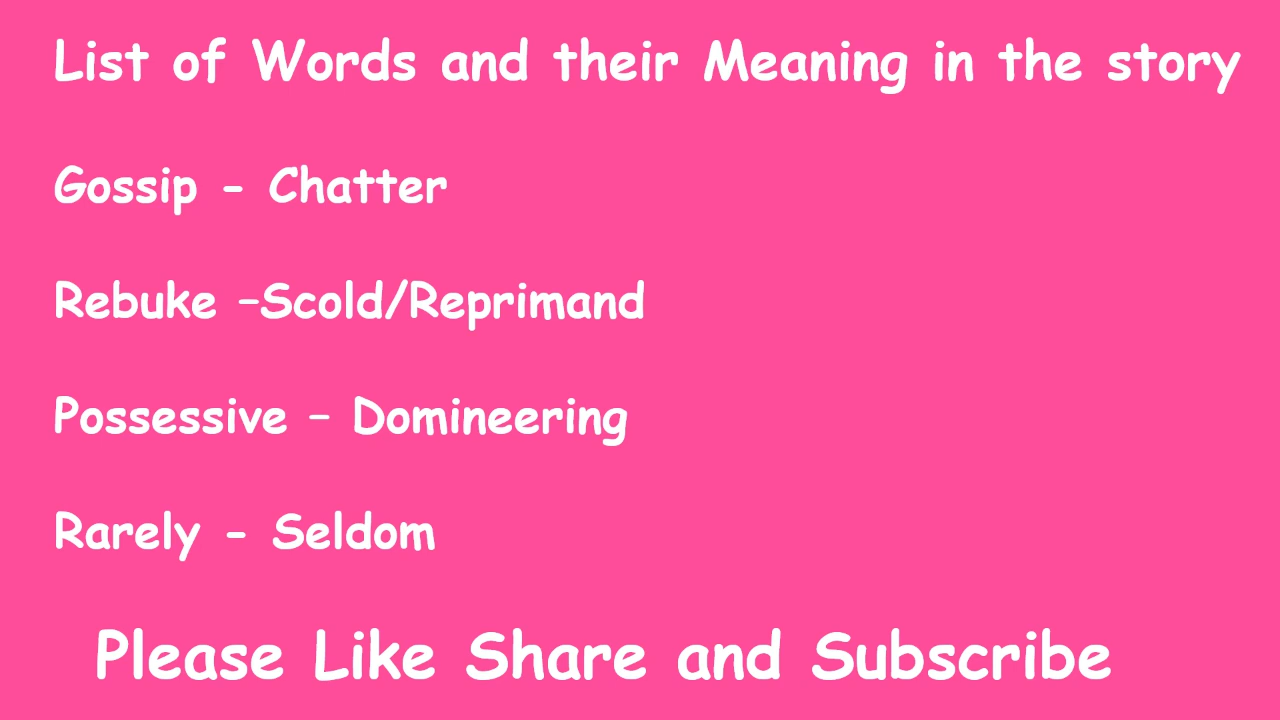 List of Words and their Meaning in the story
Gossip - Chatter
Rebuke –Scold/Reprimand
Possessive – Domineering
Rarely - Seldom
Please Like Share and Subscribe